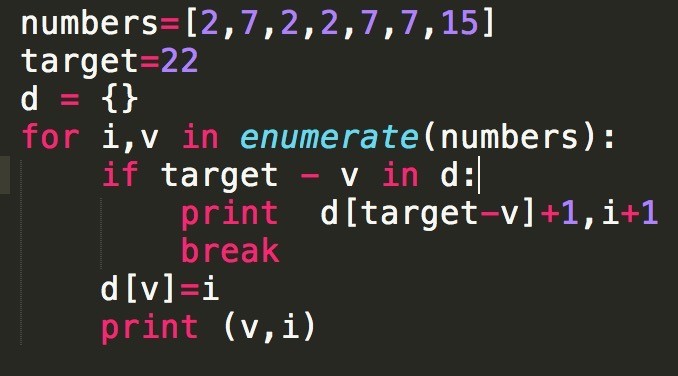 numbers=[2,7,2,2,7,7,15]
target=22
d = {}
for i,v in enumerate(numbers):
    if target - v in d:
        print  d[target-v]+1,i+1
        break
    d[v]=i
    print (v,i)